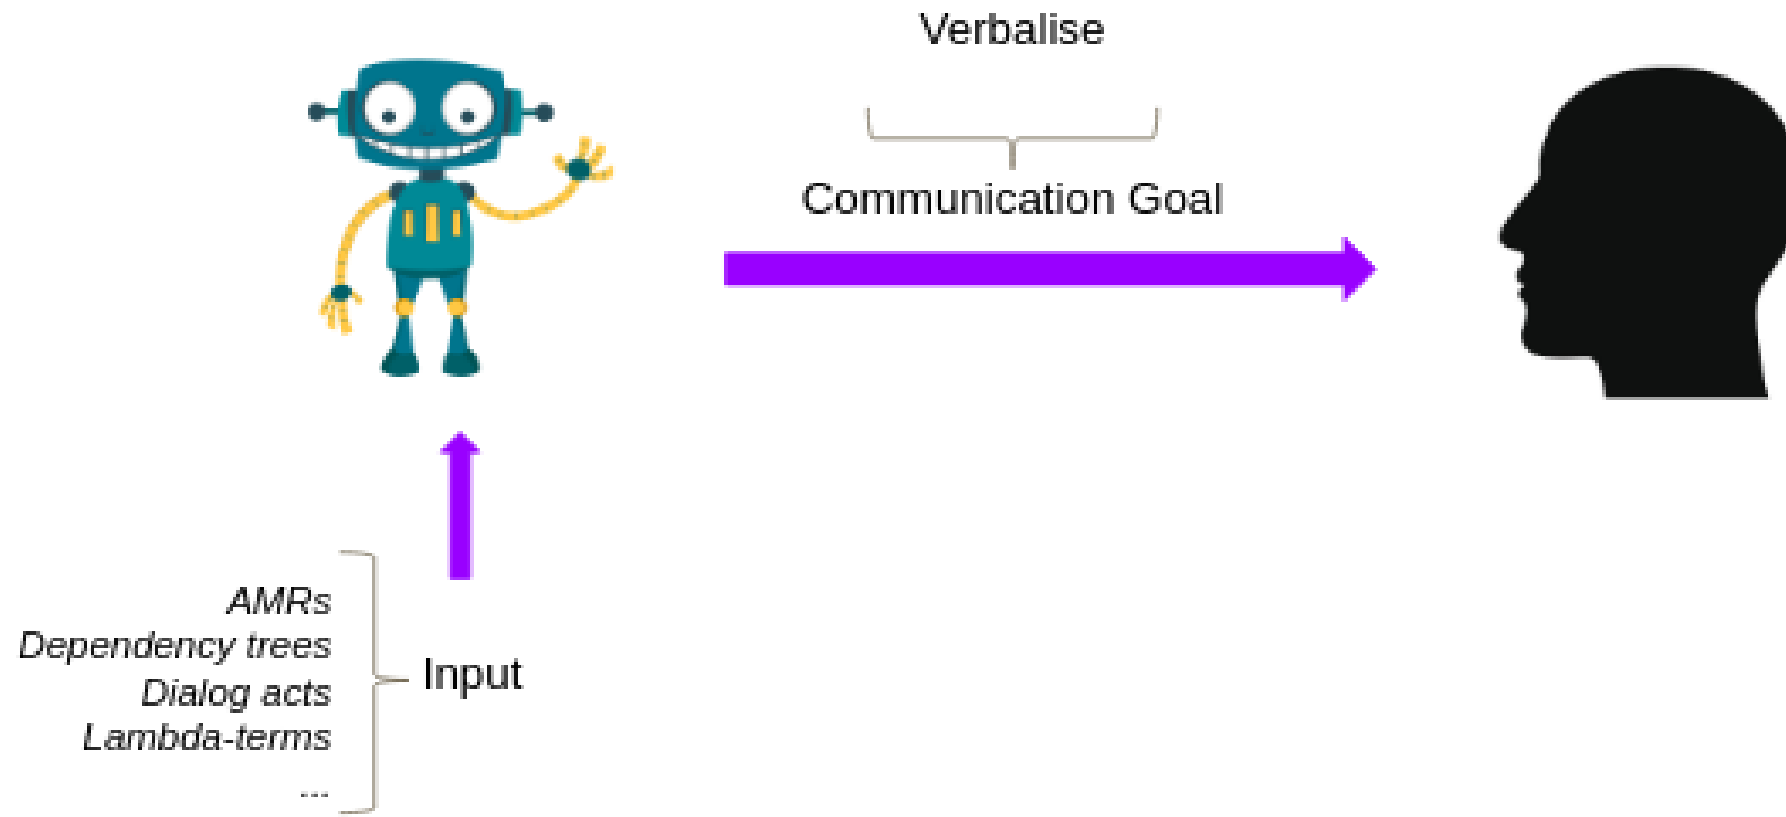 Verbalise
Communication Goal
AMRs
Dependency trees
Dialog acts
Lambda-terms
...
Input